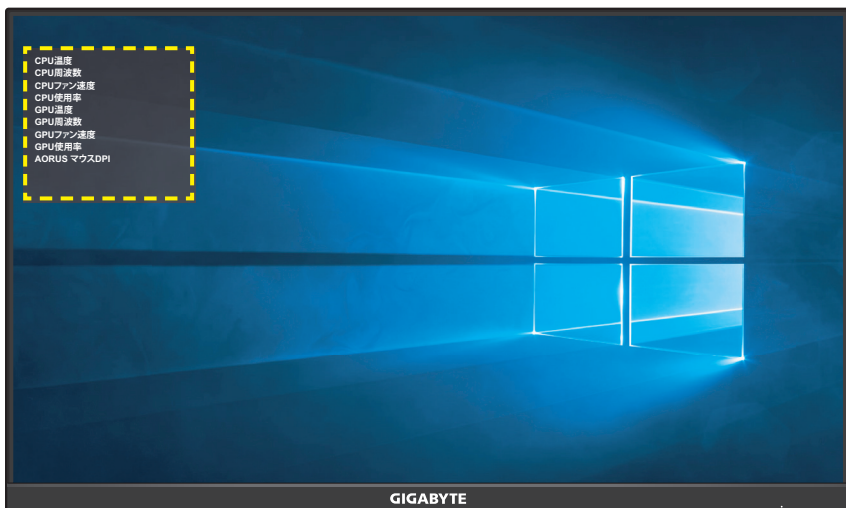 CPU温度
CPU周波数
CPUファン速度
CPU使用率
GPU温度
GPU周波数
GPUファン速度
GPU使用率
AORUS マウスDPI
GIGABYTE